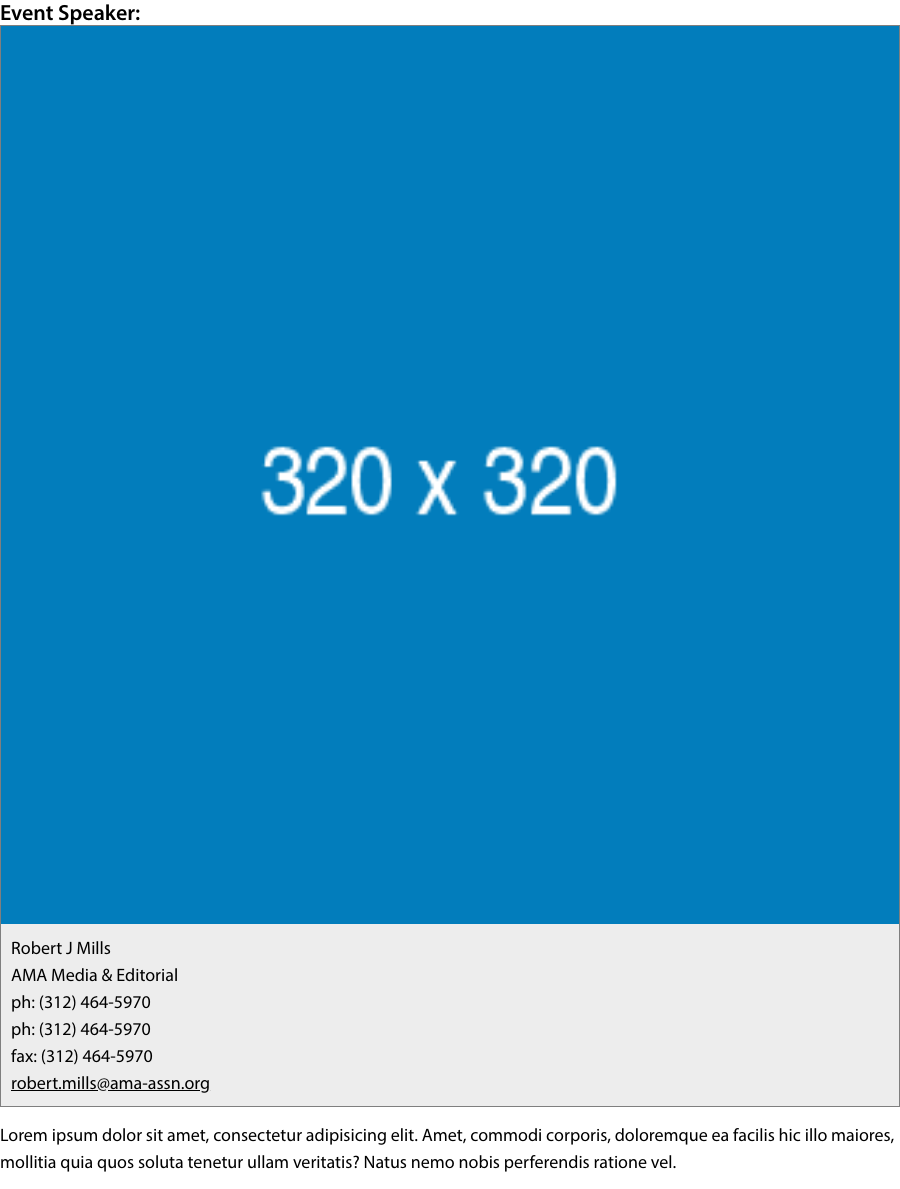 Event Speaker:
320 x 320
Robert J Mills
AMA Media & Editorial
ph: (312) 464-5970
ph: (312) 464-5970
fax: (312) 464-5970
robert.mills@ama-assn.org
Lorem ipsum dolor sit amet, consectetur adipisicing elit. Amet, commodi corporis, doloremque ea facilis hic illo maiores,
mollitia quia quos soluta tenetur ullam veritatis? Natus nemo nobis perferendis ratione vel.